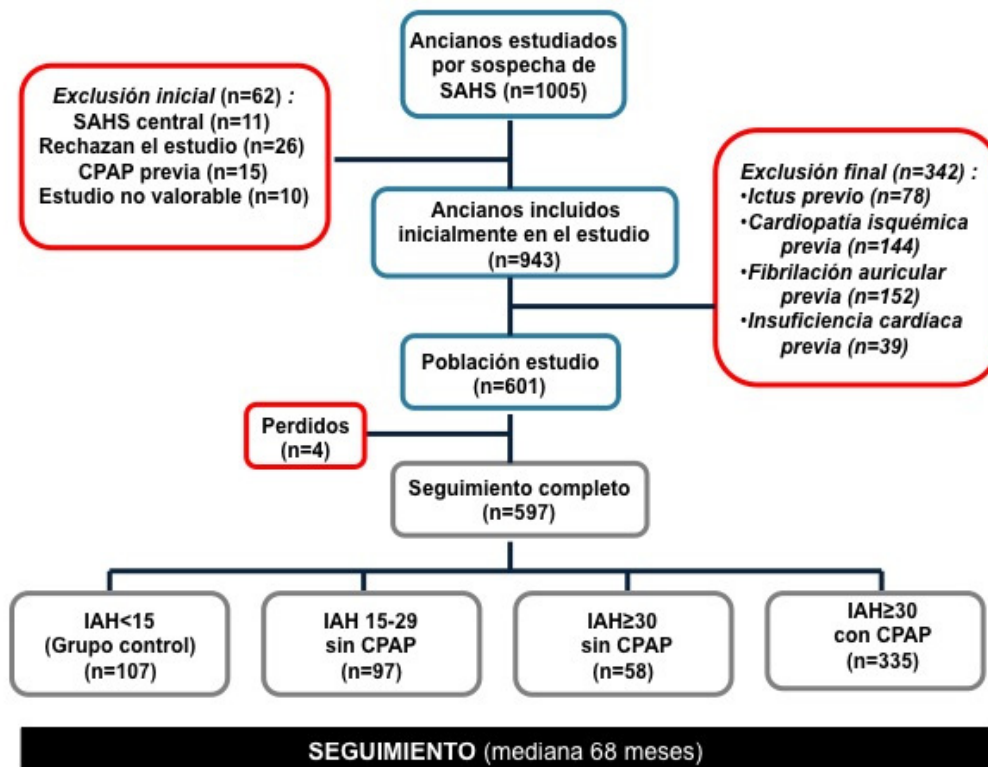 Ancianos estudiados
por sospecha de
SAHS (n=1005)
Exclusión inicial (n=62) :
SAHS central (n=11)
Rechazan el estudio (n=26)
CPAP previa (n=15)
Estudio no valorable (n=10)
Exclusión final (n=342) :
•Ictus previo (n=78)
•Cardiopatía isquémica
previa (n=144)
•Fibrilación auricular
previa (n=152)
•Insuficiencia cardíaca
previa (n=39)
Ancianos incluidos
inicialmente en el estudio
(n=943)
Población estudio
(n=601)
Perdidos
(n=4)
Seguimiento completo
(n=597)
IAH<15
(Grupo control)
(n=107)
IAH 15-29
sin CPAP
(n=97)
IAH≥30
sin CPAP
(n=58)
IAH≥30
con CPAP
(n=335)
SEGUIMIENTO (mediana 68 meses)